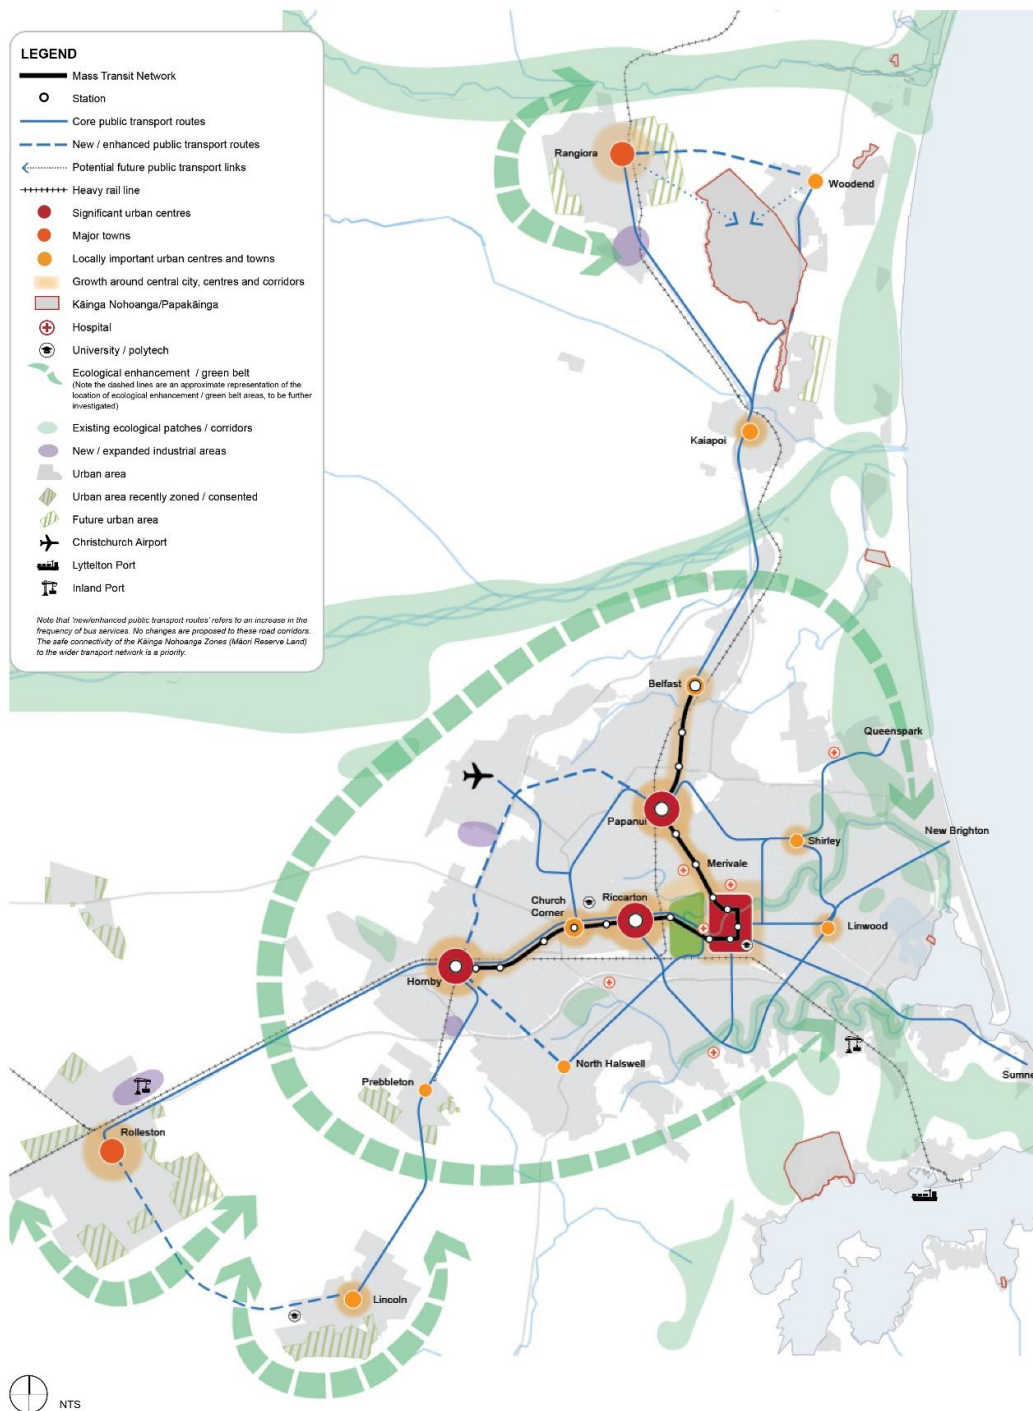 LEGEND
Mass Transit Network
Station
Core public transport routes
New / enhanced public transport routes
Potential future public transport links
Heavy rail line
Significant urban centres
Major towns
Locally important urban centres and towns
Growth around central city, centres and corridors
Kāinga Nohoanga/Papakāinga
Hospital
University / polytech
Ecological enhancement / green belt
(Note the dashed lines are an approximate representation of the
location of ecological enhancement / green belt areas, to be further
investigated)
Existing ecological patches / corridors
New / expanded industrial areas
Urban area
Urban area recently zoned / consented
Future urban area
Christchurch Airport
Lyttelton Port
Inland Port
Note that 'new/enhanced public transport routes' refers to an increase in the
frequency of bus services. No changes are proposed to these road corridors.
The safe connectivity of the Kāinga Nohoanga Zones (Māori Reserve Land)
to the wider transport network is a priority.
Rangiora
Woodend
Kaiapoi
Belfast
Queenspark
Papanui
Shirley
New Brighton
Merivale
Church
Corner
Riccarton
Linwood
Hornby
North Halswell
Prebbleton
Sumne
Rolleston
Lincoln
NTS